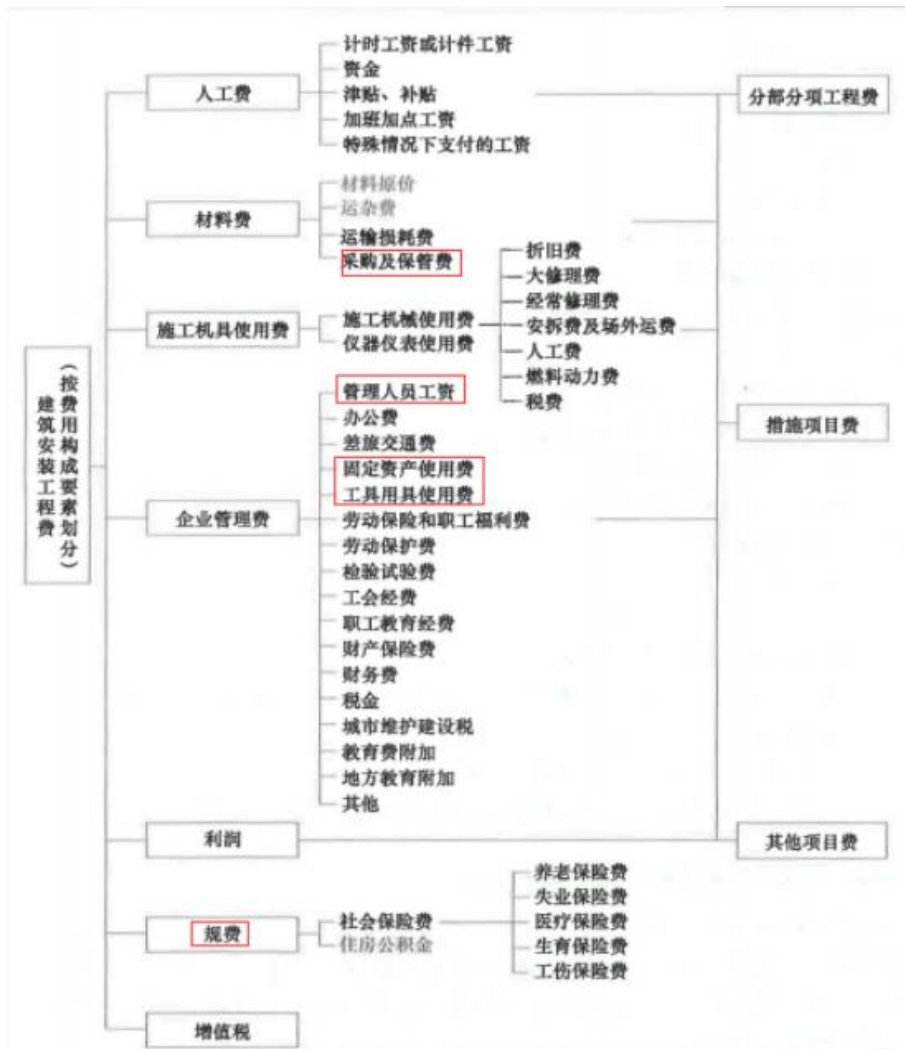 建筑安装工程费
（按费用构成要素划分）
人工费
计时工资或计件工资
资金
津贴、补贴
加班加点工资
特殊情况下支付的工资
分部分项工程费
材料费
材料原价
运杂费
运输损耗费
采购及保管费
施工机具使用费
施工机械使用费
仪器仪表使用费
折旧费
大修理费
经常修理费
安拆费及场外运费
人工费
燃料动力费
税费
措施项目费
企业管理费
管理人员工资
办公费
差旅交通费
固定资产使用费
工具用具使用费
劳动保险和职工福利费
劳动保护费
检验试验费
工会经费
职工教育经费
财产保险费
财务费
税金
城市维护建设税
教育费附加
地方教育附加
其他
利润
其他项目费
规费
社会保险费
住房公积金
养老保险费
失业保险费
医疗保险费
生育保险费
工伤保险费
增值税